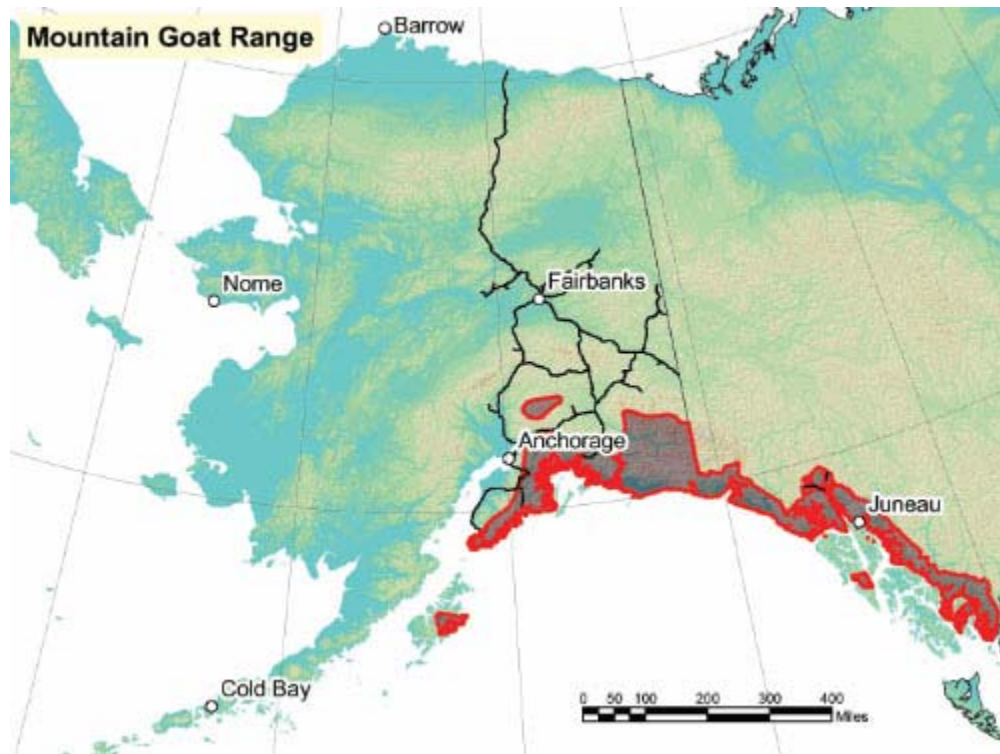 Mountain Goat Range
Barrow
Nome
Fairbanks
Anchorage
Juneau
Cold Bay
0 50 100 200 300 400
Miles